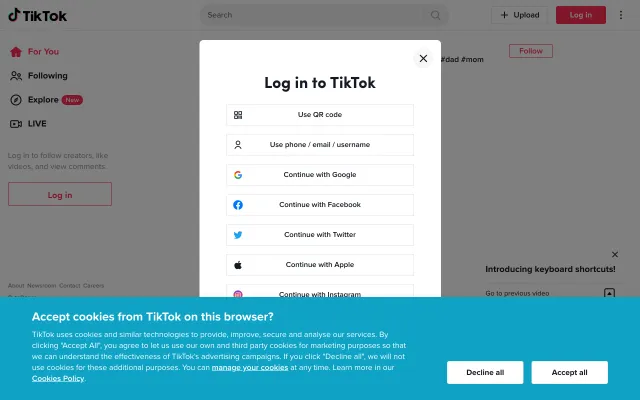 TikTok
Search
Upload
Log in
For You
Following
Explore New
LIVE
Log in to follow creators, like
videos, and view comments.
Log in
About Newsroom Contact Careers
#dad #mom
Follow
Log in to TikTok
Use QR code
Use phone / email / username
Continue with Google
Continue with Facebook
Continue with Twitter
Continue with Apple
Continue with Instagram
Introducing keyboard shortcuts!
Go to previous video
Accept cookies from TikTok on this browser?
TikTok uses cookies and similar technologies to provide, improve, secure and analyse our services. By
clicking "Accept All", you agree to let us use our own and third party cookies for marketing purposes so that
we can understand the effectiveness of TikTok's advertising campaigns. If you click "Decline all", we will not
use cookies for these additional purposes. You can manage your cookies at any time. Learn more in our
Cookies Policy.
Decline all
Accept all